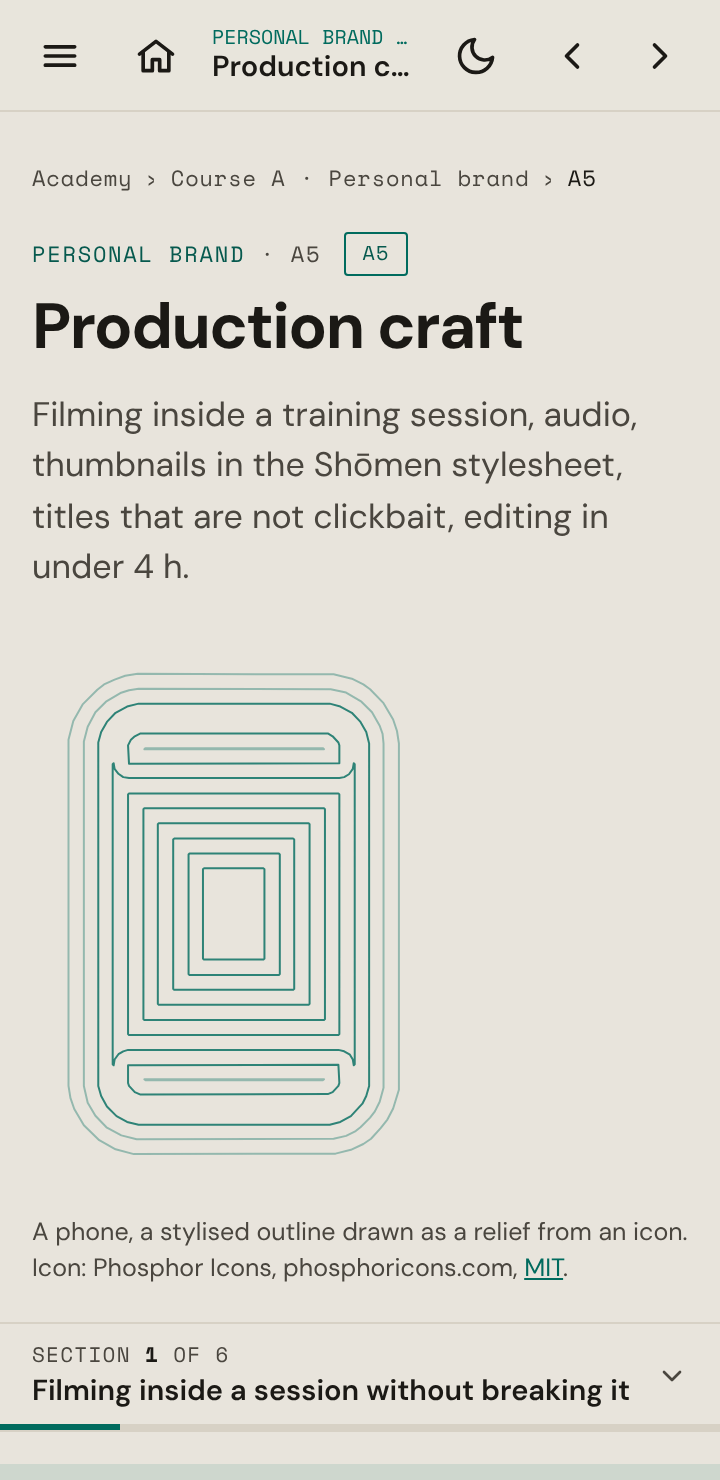 PERSONAL BRAND …
Production c…
Academy › Course A · Personal brand › A5
PERSONAL BRAND · A5 A5
Production craft
Filming inside a training session, audio,
thumbnails in the Shōmen stylesheet,
titles that are not clickbait, editing in
under 4 h.
A phone, a stylised outline drawn as a relief from an icon.
Icon: Phosphor Icons, phosphoricons.com, MIT.
SECTION 1 OF 6
Filming inside a session without breaking it